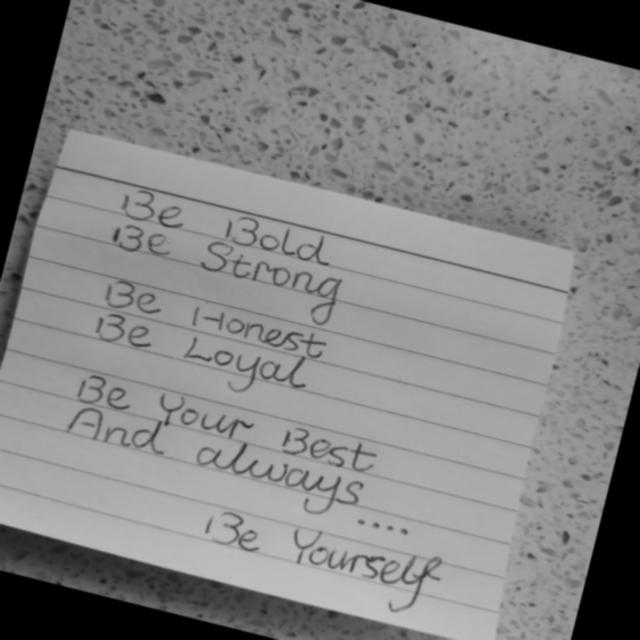 Be Bold
Be Strong
Be Honest
Be Loyal
Be Your Best
And always
....
Be Yourself